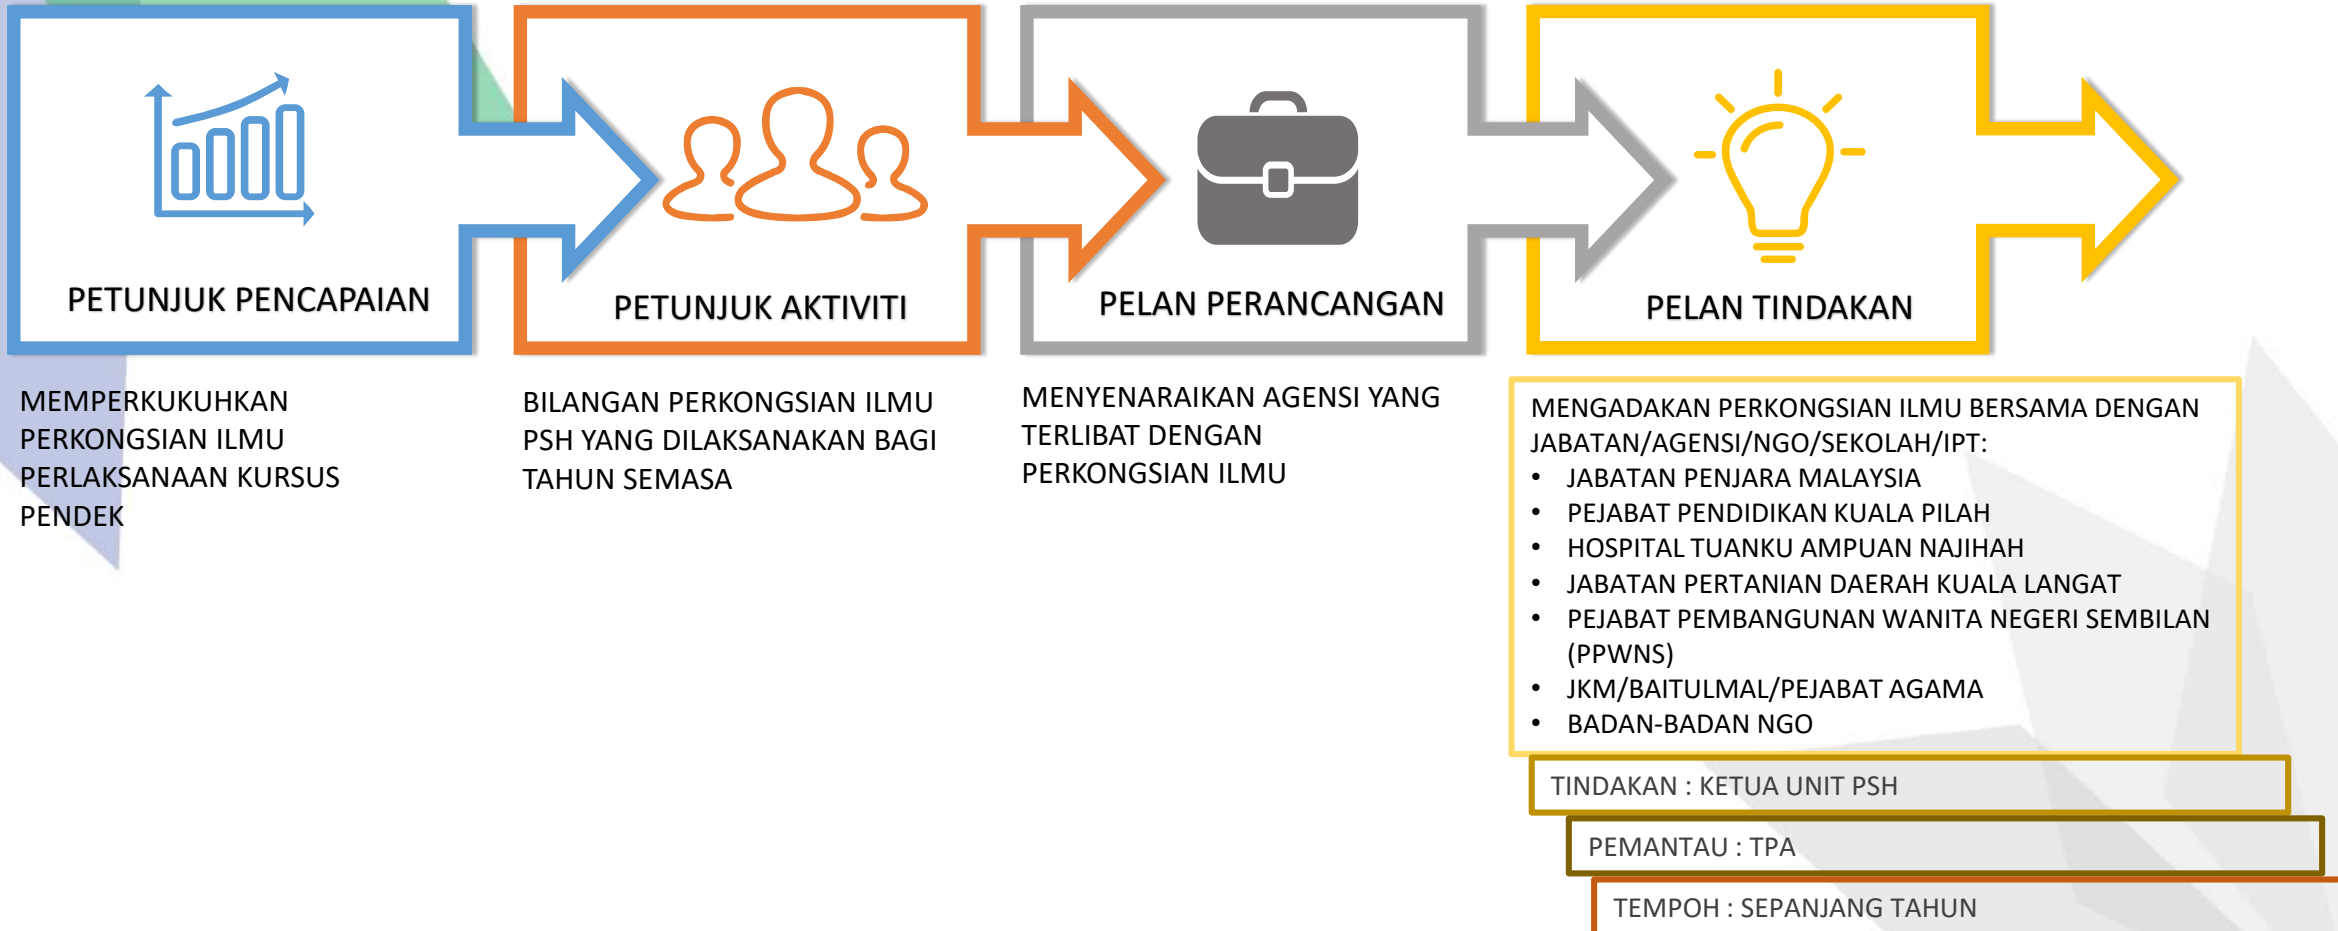 PETUNJUK PENCAPAIAN
MEMPERKUKUHKAN
PERKONGSIAN ILMU
PERLAKSANAAN KURSUS
PENDEK
PETUNJUK AKTIVITI
BILANGAN PERKONGSIAN ILMU
PSH YANG DILAKSANAKAN BAGI
TAHUN SEMASA
PELAN PERANCANGAN
MENYENARAIKAN AGENSI YANG
TERLIBAT DENGAN
PERKONGSIAN ILMU
PELAN TINDAKAN
MENGADAKAN PERKONGSIAN ILMU BERSAMA DENGAN
JABATAN/AGENSI/NGO/SEKOLAH/IPT:
• JABATAN PENJARA MALAYSIA
• PEJABAT PENDIDIKAN KUALA PILAH
• HOSPITAL TUANKU AMPUAN NAJIHAH
• JABATAN PERTANIAN DAERAH KUALA LANGAT
• PEJABAT PEMBANGUNAN WANITA NEGERI SEMBILAN
(PPWNS)
• JKM/BAITULMAL/PEJABAT AGAMA
• BADAN-BADAN NGO
TINDAKAN : KETUA UNIT PSH
PEMANTAU : TPA
TEMPOH : SEPANJANG TAHUN